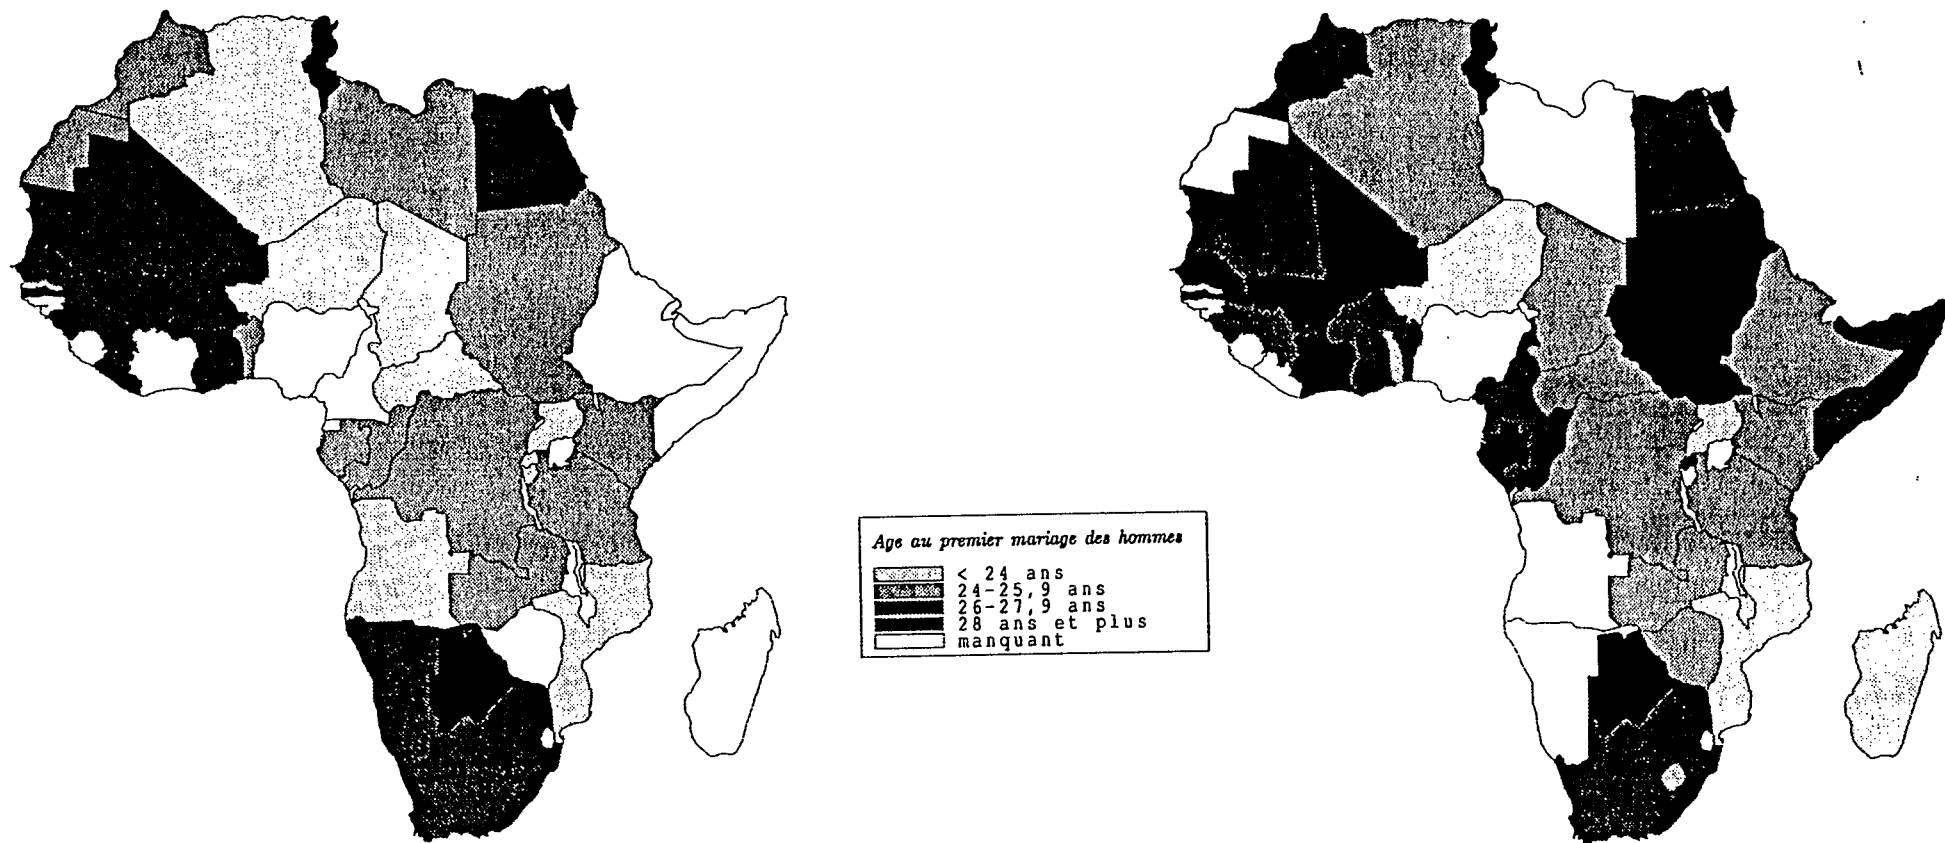 Age au premier mariage des hommes
< 24 ans
24-25,9 ans
26-27,9 ans
28 ans et plus
manquant